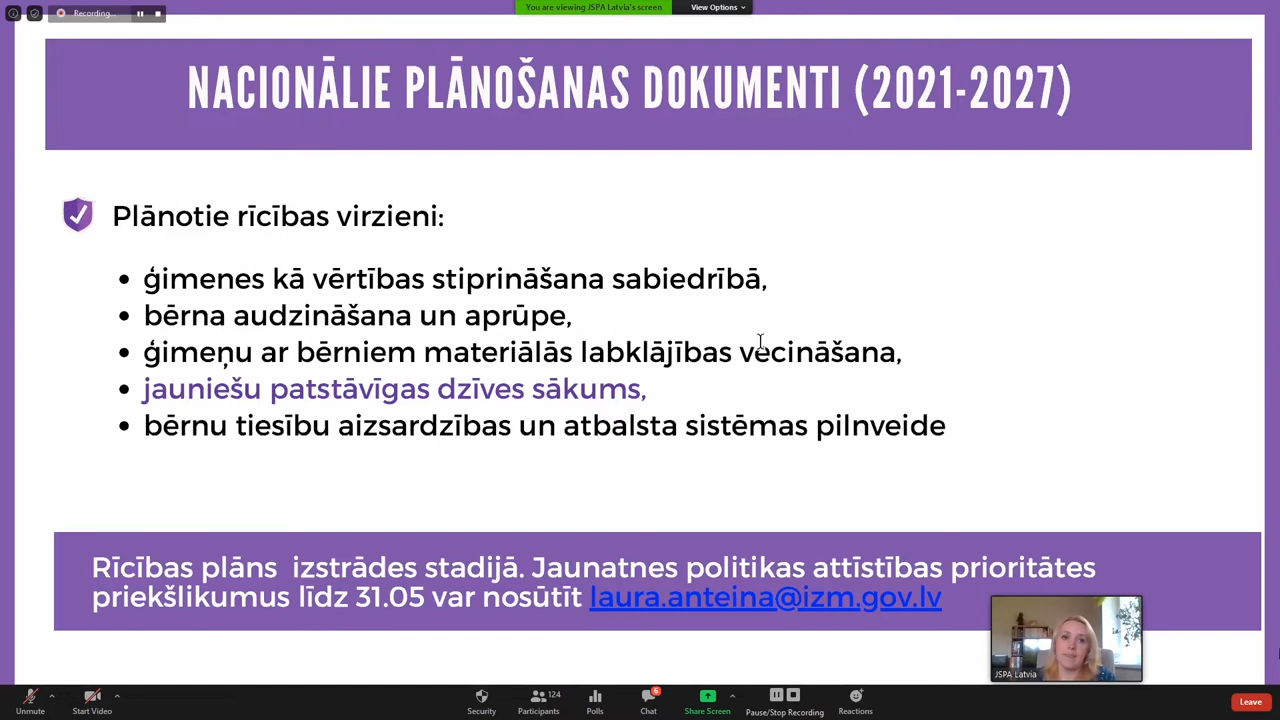 Recording...
You are viewing JSPA Latvia's screen
View Options
NACIONĀLIE PLĀNOŠANAS DOKUMENTI (2021-2027)
Plānotie rīcības virzieni:
• ģimenes kā vērtības stiprināšana sabiedrībā,
• bērna audzināšana un aprūpe,
• ģimeņu ar bērniem materiālās labklājības vecināšana,
• jauniešu patstāvīgas dzīves sākums,
• bērnu tiesību aizsardzības un atbalsta sistēmas pilnveide
Rīcības plāns izstrādes stadijā. Jaunatnes politikas attīstības prioritātes
priekšlikumus līdz 31.05 var nosūtīt laura.anteina@izm.gov.lv
JSPA Latvia
Unmute
Start Video
Security
Participants
124
Polls
Chat
6
Share Screen
Pause/Stop Recording
Reactions
Leave